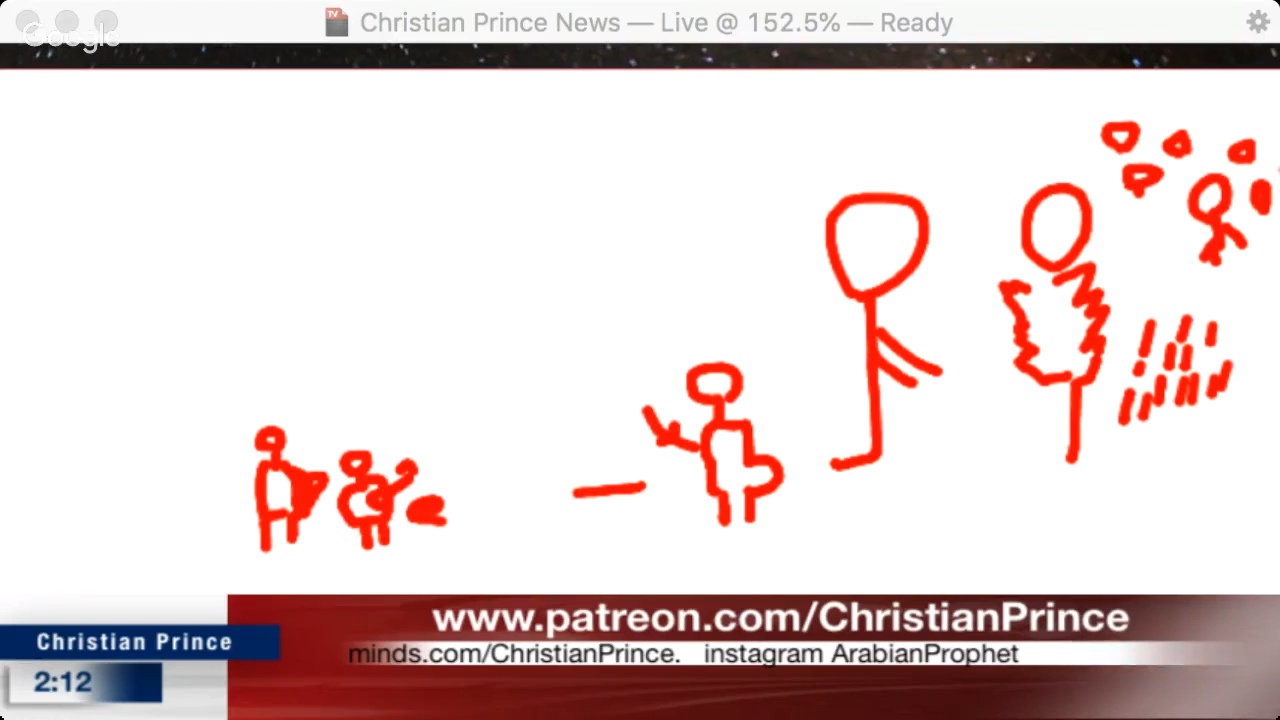 Christian Prince News — Live @ 152.5% — Ready
Google
TV
www.patreon.com/ChristianPrince
Christian Prince
minds.com/ChristianPrince. instagram ArabianProphet
2:12